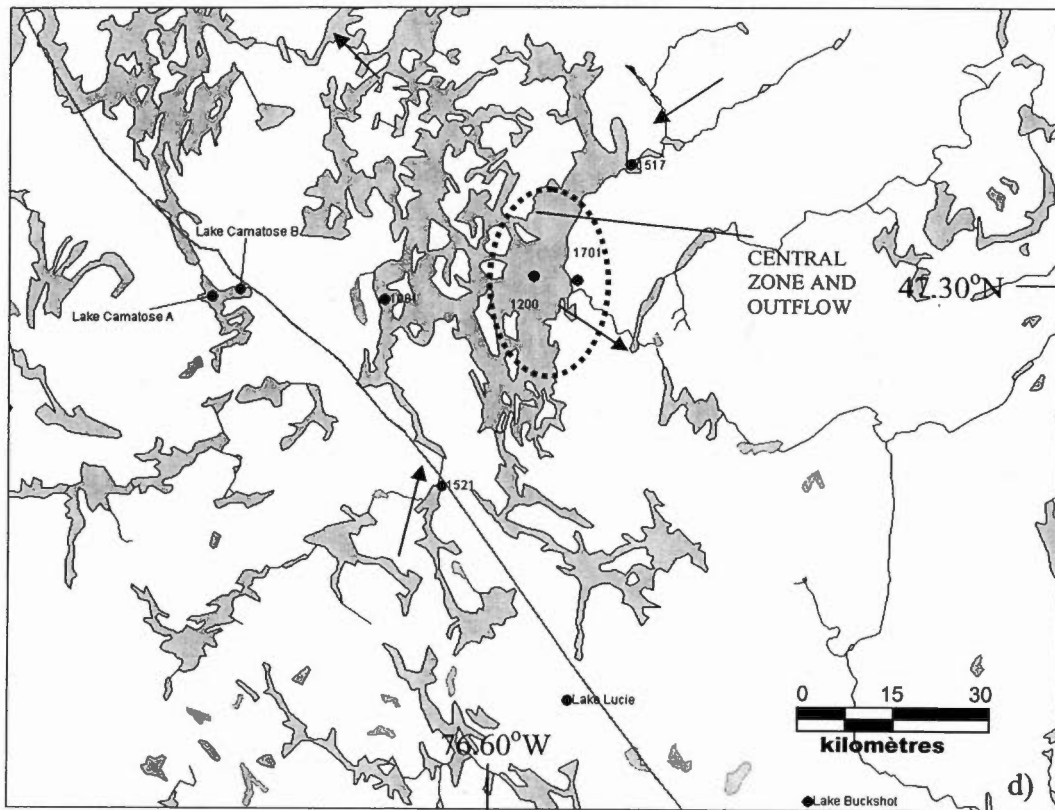 517
Lake Camatose B
1701
CENTRAL
ZONE AND
OUTFLOW
47.30°N
Lake Camatose A
1200
1521
Lake Lucie
0 15 30
kilomètres
76.60°W
d)
Lake Buckshot